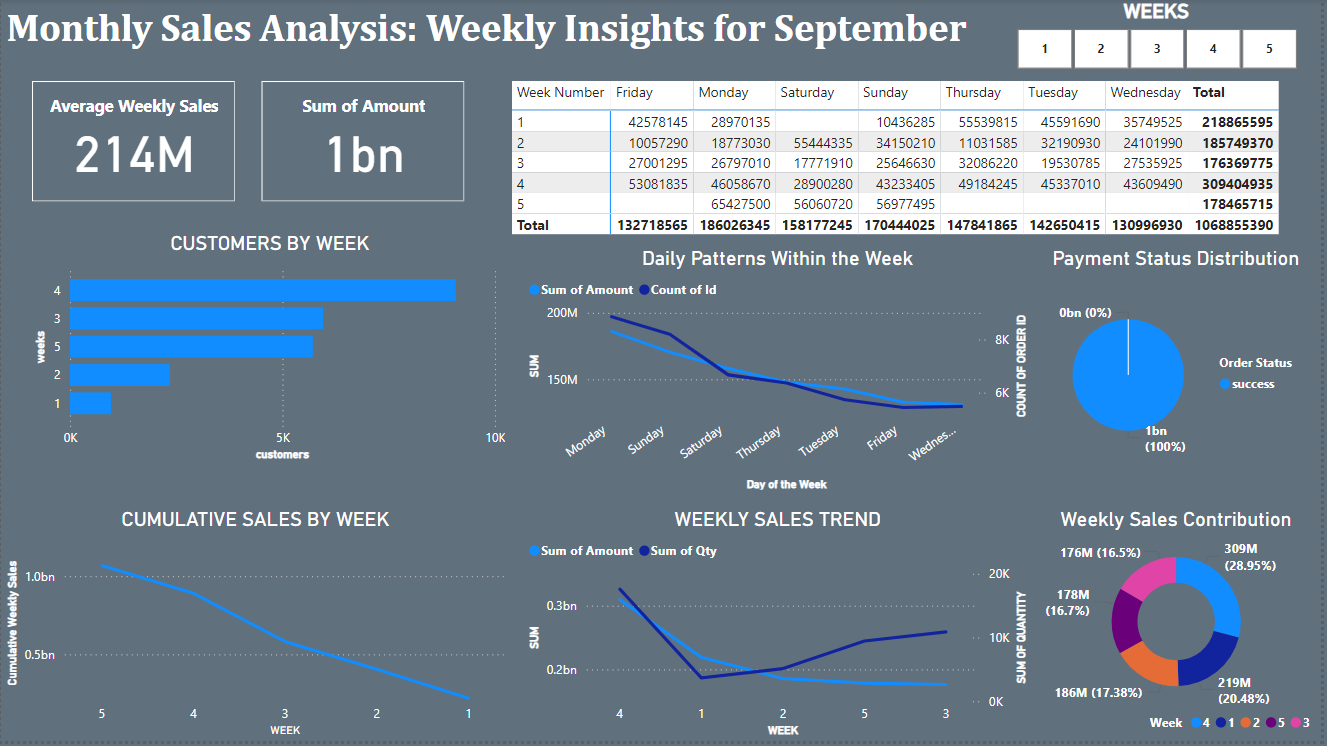 Monthly Sales Analysis: Weekly Insights for September
WEEKS
1 2 3 4 5
Average Weekly Sales
214M
Sum of Amount
1bn
Week Number Friday Monday Saturday Sunday Thursday Tuesday Wednesday Total
1 42578145 28970135 10436285 55539815 45591690 35749525 218865595
2 10057290 18773030 55444335 34150210 11031585 32190930 24101990 185749370
3 27001295 26797010 17771910 25646630 32086220 19530785 27535925 176369775
4 53081835 46058670 28900280 43233405 49184245 45337010 43609490 309404935
5 65427500 56060720 56977495 178465715
Total 132718565 186026345 158177245 170444025 147841865 142650415 130996930 1068855390
CUSTOMERS BY WEEK
weeks
4
3
5
2
1
0K 5K 10K
customers
Daily Patterns Within the Week
Sum of Amount Count of Id
SUM
200M
150M
8K
6K
COUNT OF ORDER ID
Monday Sunday Saturday Thursday Tuesday Friday Wednes...
Day of the Week
Payment Status Distribution
0bn (0%)
1bn
(100%)
Order Status
success
CUMULATIVE SALES BY WEEK
Cumulative Weekly Sales
1.0bn
0.5bn
5 4 3 2 1
WEEK
WEEKLY SALES TREND
Sum of Amount Sum of Qty
SUM
0.3bn
0.2bn
20K
10K
0K
SUM OF QUANTITY
4 1 2 5 3
WEEK
Weekly Sales Contribution
176M (16.5%)
309M
(28.95%)
178M
(16.7%)
186M (17.38%)
219M
(20.48%)
Week 4 1 2 5 3